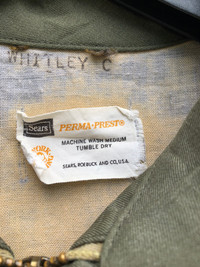 WHITLEY C
Sears
PERMA-PREST®
MACHINE WASH MEDIUM
TUMBLE DRY
SEARS, ROEBUCK AND CO., U.S.A.